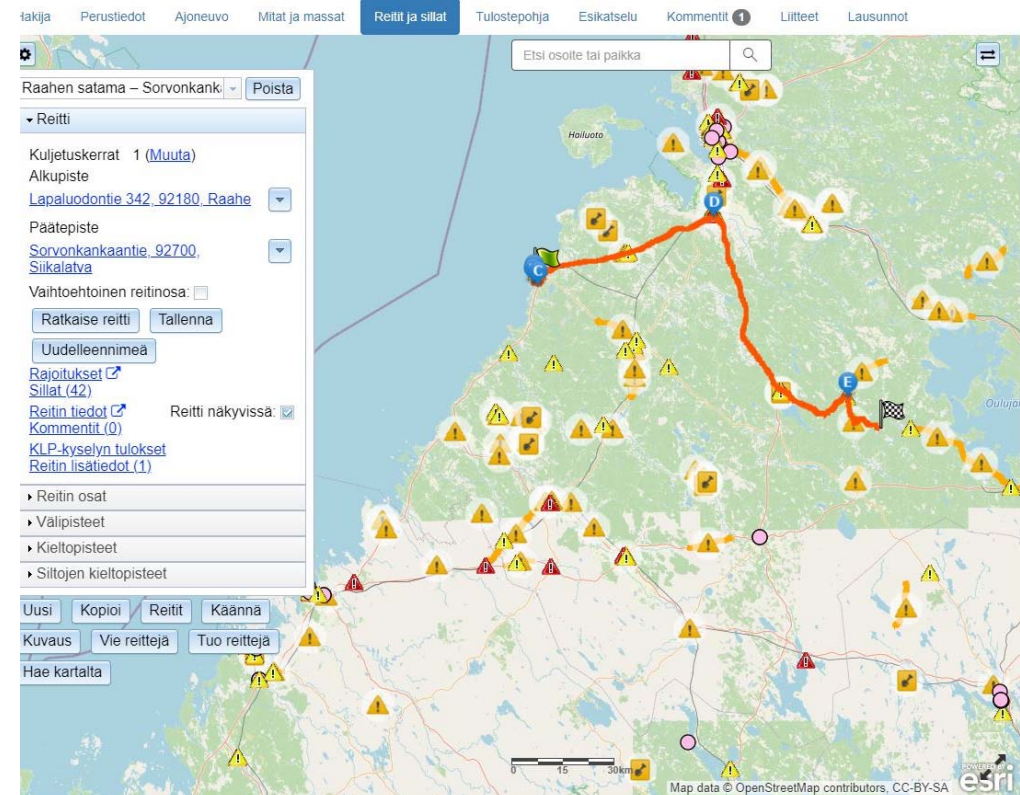 Hakija Perustiedot Ajoneuvo Mitat ja massat Reitit ja sillat Tulostepohja Esikatselu Kommentit 1 Liitteet Lausunnot
Etsi osoite tai paikka
Raahen satama – Sorvonkank Poista
Reitti
Kuljetuskerrat 1 (Muuta)
Alkupiste
Lapaluodontie 342, 92180, Raahe
Päätepiste
Sorvonkankaantie, 92700,
Siikalatva
Vaihtoehtoinen reitinosa:
Ratkaise reitti Tallenna
Uudelleennimeä
Rajoitukset
Sillat (42)
Reitin tiedot Reitti näkyvissä:
Kommentit (0)
KLP-kyselyn tulokset
Reitin lisätiedot (1)
Reitin osat
Välipisteet
Kieltopisteet
Siltojen kieltopisteet
Uusi Kopioi Reitit Käännä
Kuvaus Vie reittejä Tuo reittejä
Hae kartalta
Hailuoto
D
C
E
Oulujä
0 15 30km
Map data © OpenStreetMap contributors, CC-BY-SA
POWERED BY
esri